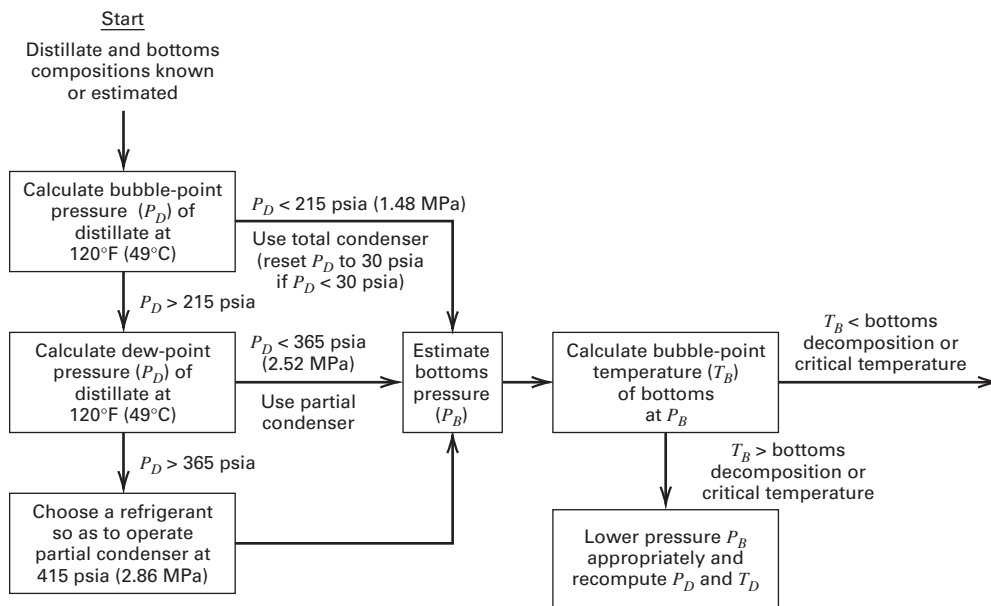 Start
Distillate and bottoms
compositions known
or estimated
Calculate bubble-point
pressure (P_D) of
distillate at
120°F (49°C)
P_D < 215 psia (1.48 MPa)
Use total condenser
(reset P_D to 30 psia
if P_D < 30 psia)
P_D > 215 psia
Calculate dew-point
pressure (P_D) of
distillate at
120°F (49°C)
P_D < 365 psia
(2.52 MPa)
Use partial
condenser
P_D > 365 psia
Choose a refrigerant
so as to operate
partial condenser at
415 psia (2.86 MPa)
Estimate
bottoms
pressure
(P_B)
Calculate bubble-point
temperature (T_B)
of bottoms
at P_B
T_B < bottoms
decomposition or
critical temperature
T_B > bottoms
decomposition or
critical temperature
Lower pressure P_B
appropriately and
recompute P_D and T_D